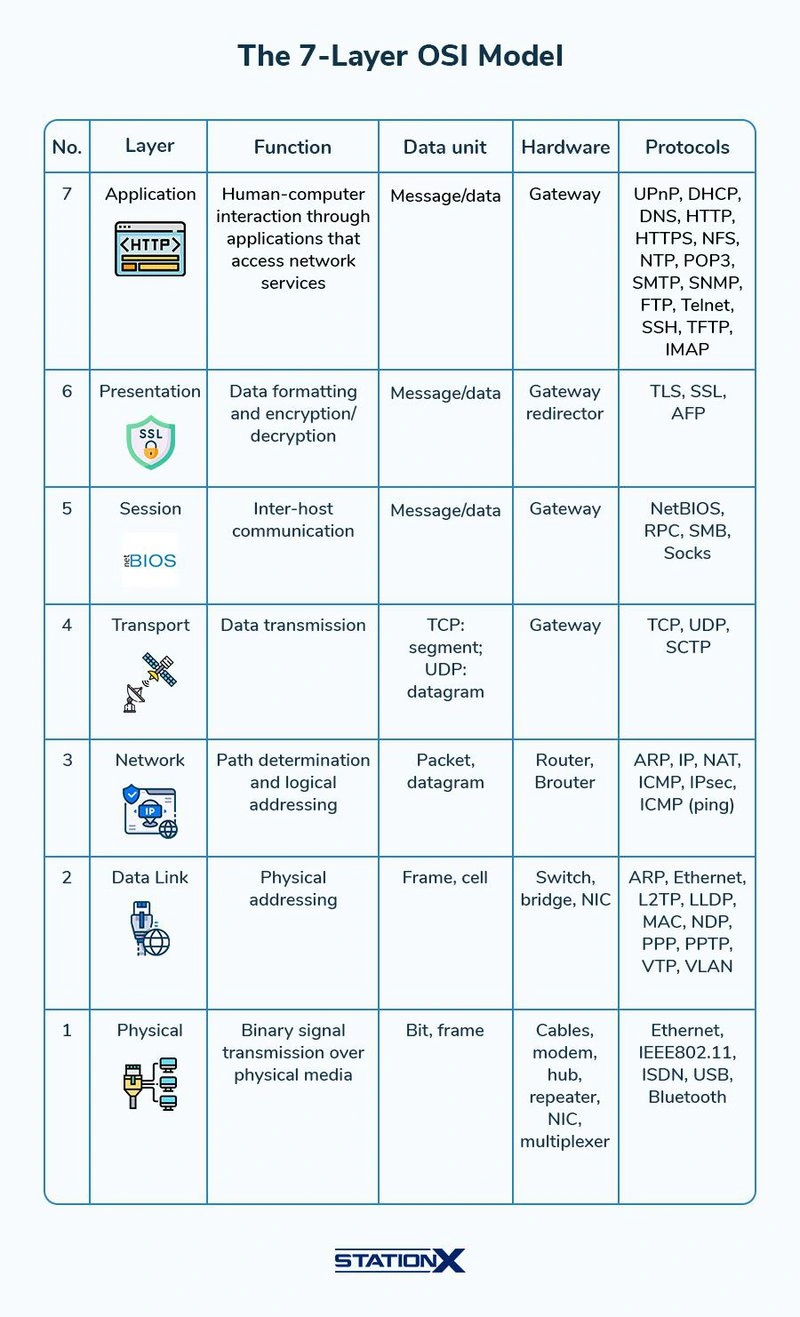 The 7-Layer OSI Model
No.
Layer
Function
Data unit
Hardware
Protocols
7
Application
<HTTP>
Human-computer
interaction through
applications that
access network
services
Message/data
Gateway
UPnP, DHCP,
DNS, HTTP,
HTTPS, NFS,
NTP, POP3,
SMTP, SNMP,
FTP, Telnet,
SSH, TFTP,
IMAP
6
Presentation
SSL
Data formatting
and encryption/
decryption
Message/data
Gateway
redirector
TLS, SSL,
AFP
5
Session
netBIOS
Inter-host
communication
Message/data
Gateway
NetBIOS,
RPC, SMB,
Socks
4
Transport
Data transmission
TCP:
segment;
UDP:
datagram
Gateway
TCP, UDP,
SCTP
3
Network
IP
Path determination
and logical
addressing
Packet,
datagram
Router,
Brouter
ARP, IP, NAT,
ICMP, IPsec,
ICMP (ping)
2
Data Link
Physical
addressing
Frame, cell
Switch,
bridge, NIC
ARP, Ethernet,
L2TP, LLDP,
MAC, NDP,
PPP, PPTP,
VTP, VLAN
1
Physical
Binary signal
transmission over
physical media
Bit, frame
Cables,
modem,
hub,
repeater,
NIC,
multiplexer
Ethernet,
IEEE802.11,
ISDN, USB,
Bluetooth
STATIONX